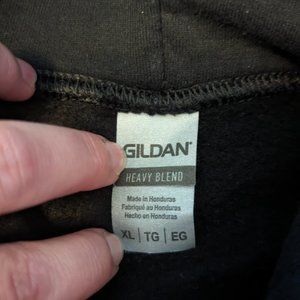 GILDAN®
HEAVY BLEND
Made in Honduras
Fabriqué au Honduras
Hecho en Honduras
XL | TG | EG